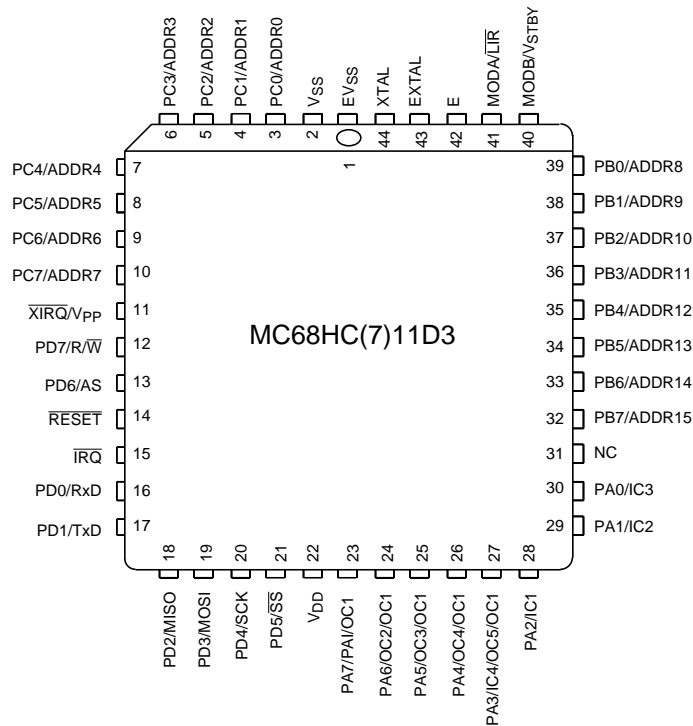 PC3/ADDR3
PC2/ADDR2
PC1/ADDR1
PC0/ADDR0
VSS
EVSS
XTAL
EXTAL
E
MODA/L̅I̅R̅
MODB/VSTBY
6
5
4
3
2
1
44
43
42
41
40
PC4/ADDR4 7
PC5/ADDR5 8
PC6/ADDR6 9
PC7/ADDR7 10
X̅I̅R̅Q̅/VPP 11
PD7/R/W̅ 12
PD6/AS 13
R̅E̅S̅E̅T̅ 14
I̅R̅Q̅ 15
PD0/RxD 16
PD1/TxD 17
MC68HC(7)11D3
39 PB0/ADDR8
38 PB1/ADDR9
37 PB2/ADDR10
36 PB3/ADDR11
35 PB4/ADDR12
34 PB5/ADDR13
33 PB6/ADDR14
32 PB7/ADDR15
31 NC
30 PA0/IC3
29 PA1/IC2
18
19
20
21
22
23
24
25
26
27
28
PD2/MISO
PD3/MOSI
PD4/SCK
PD5/S̅S̅
VDD
PA7/PAI/OC1
PA6/OC2/OC1
PA5/OC3/OC1
PA4/OC4/OC1
PA3/IC4/OC5/OC1
PA2/IC1